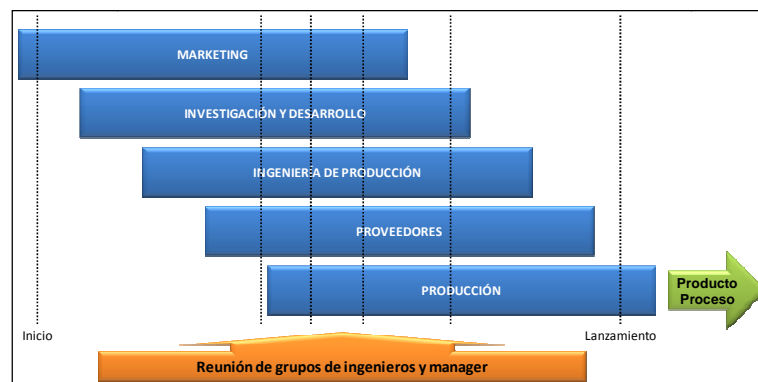 MARKETING
INVESTIGACIÓN Y DESARROLLO
INGENIERÍA DE PRODUCCIÓN
PROVEEDORES
PRODUCCIÓN
Producto
Proceso
Inicio
Lanzamiento
Reunión de grupos de ingenieros y manager